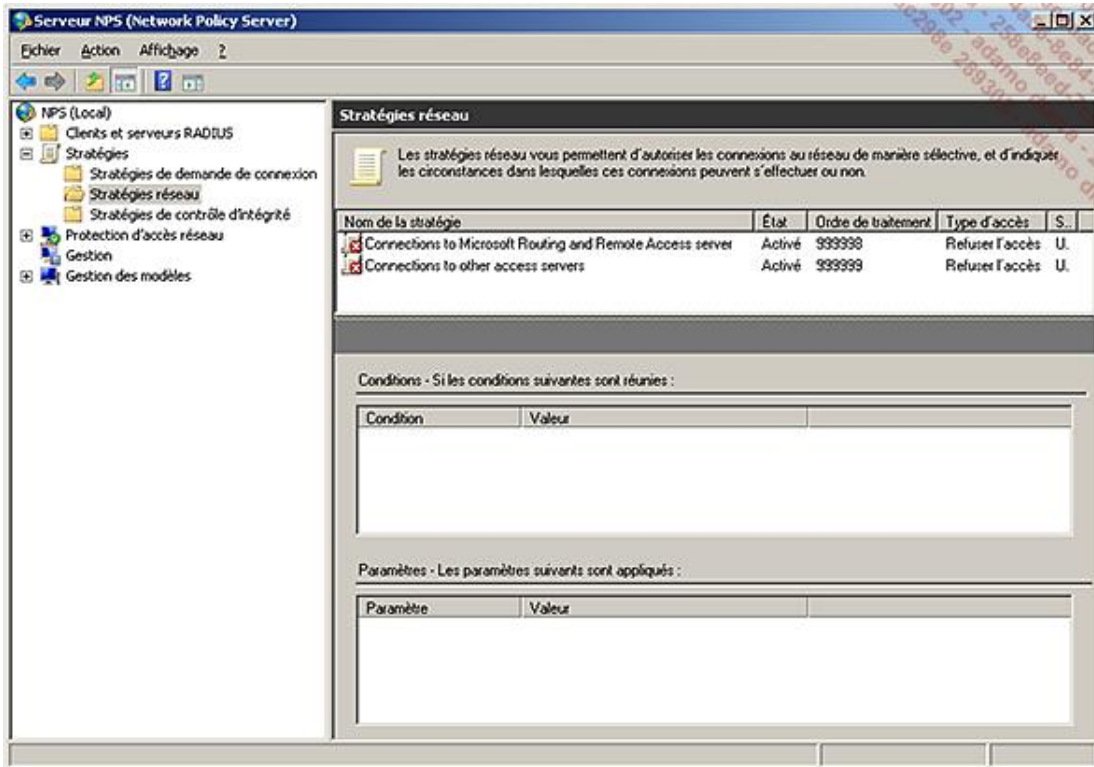 Serveur NPS (Network Policy Server)
Fichier Action Affichage ?
NPS (Local)
Clients et serveurs RADIUS
Stratégies
Stratégies de demande de connexion
Stratégies réseau
Stratégies de contrôle d'intégrité
Protection d'accès réseau
Gestion
Gestion des modèles
Stratégies réseau
Les stratégies réseau vous permettent d'autoriser les connexions au réseau de manière sélective, et d'indiquer
les circonstances dans lesquelles ces connexions peuvent s'effectuer ou non.
Nom de la stratégie État Ordre de traitement Type d'accès S...
Connections to Microsoft Routing and Remote Access server Activé 999998 Refuser l'accès U.
Connections to other access servers Activé 999999 Refuser l'accès U.
Conditions - Si les conditions suivantes sont réunies :
Condition Valeur
Paramètres - Les paramètres suivants sont appliqués :
Paramètre Valeur